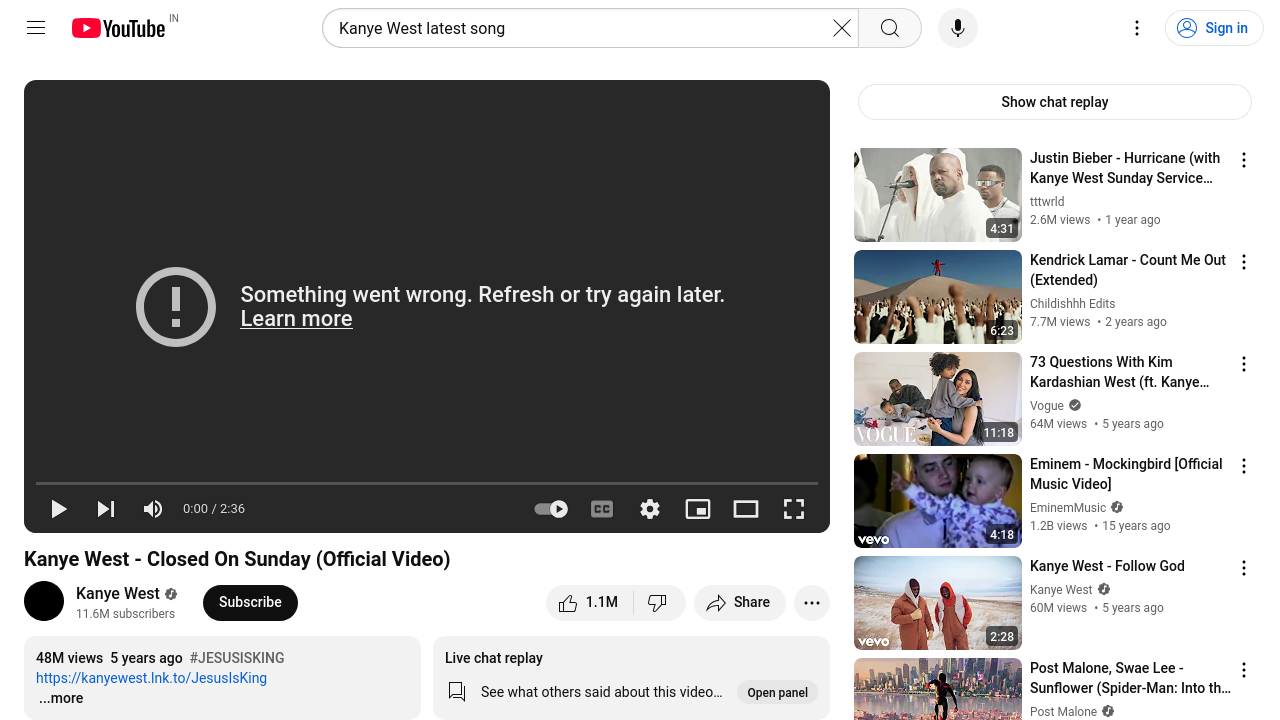 YouTube IN
Kanye West latest song
Sign in
Something went wrong. Refresh or try again later.
Learn more
0:00 / 2:36
CC
Kanye West - Closed On Sunday (Official Video)
Kanye West
11.6M subscribers
Subscribe
1.1M
Share
48M views 5 years ago #JESUSISKING
https://kanyewest.lnk.to/JesusIsKing
...more
Live chat replay
See what others said about this video…
Open panel
Show chat replay
4:31
Justin Bieber - Hurricane (with
Kanye West Sunday Service…
tttwrld
2.6M views • 1 year ago
6:23
Kendrick Lamar - Count Me Out
(Extended)
Childishhh Edits
7.7M views • 2 years ago
VOGUE
11:18
73 Questions With Kim
Kardashian West (ft. Kanye…
Vogue
64M views • 5 years ago
vevo
4:18
Eminem - Mockingbird [Official
Music Video]
EminemMusic
1.2B views • 15 years ago
vevo
2:28
Kanye West - Follow God
Kanye West
60M views • 5 years ago
Post Malone, Swae Lee -
Sunflower (Spider-Man: Into th…
Post Malone